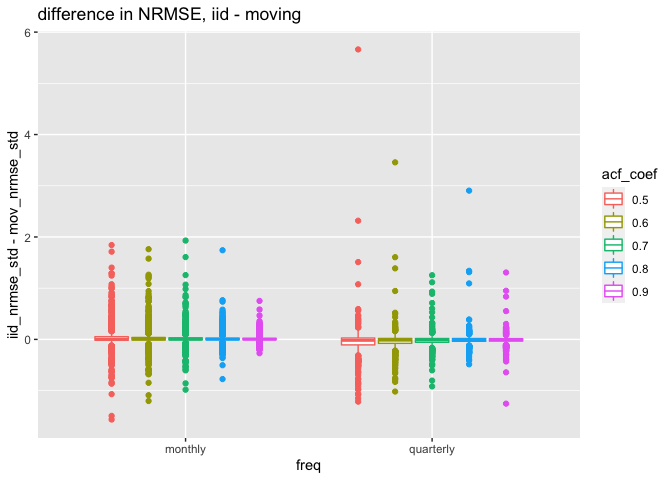 difference in NRMSE, iid - moving
iid_nrmse_std - mov_nrmse_std
6
4
2
0
monthly
quarterly
freq
acf_coef
0.5
0.6
0.7
0.8
0.9